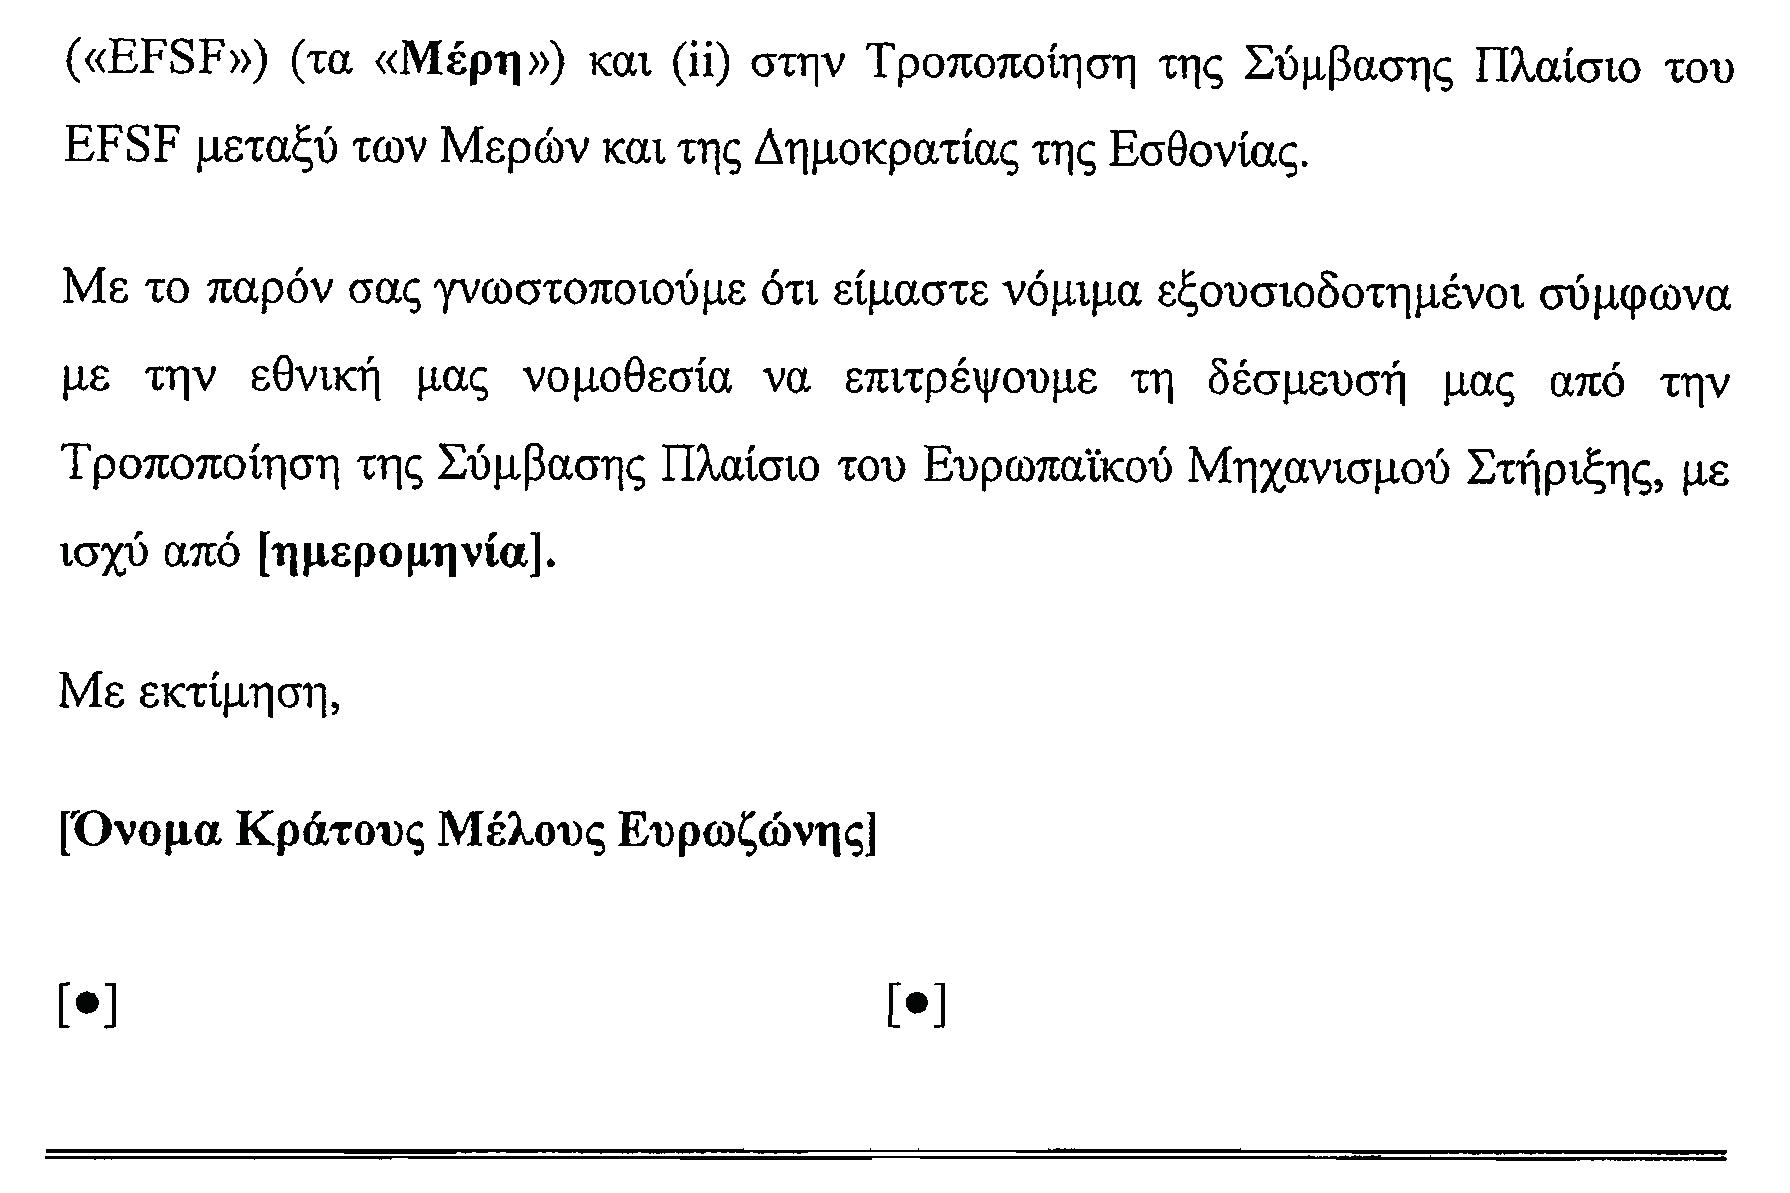 («EFSF») (τα «Μέρη») και (ii) στην Τροποποίηση της Σύμβασης Πλαίσιο του
EFSF μεταξύ των Μερών και της Δημοκρατίας της Εσθονίας.
Με το παρόν σας γνωστοποιούμε ότι είμαστε νόμιμα εξουσιοδοτημένοι σύμφωνα
με την εθνική μας νομοθεσία να επιτρέψουμε τη δέσμευσή μας από την
Τροποποίηση της Σύμβασης Πλαίσιο του Ευρωπαϊκού Μηχανισμού Στήριξης, με
ισχύ από [ημερομηνία].
Με εκτίμηση,
[Όνομα Κράτους Μέλους Ευρωζώνης]
[●] [●]